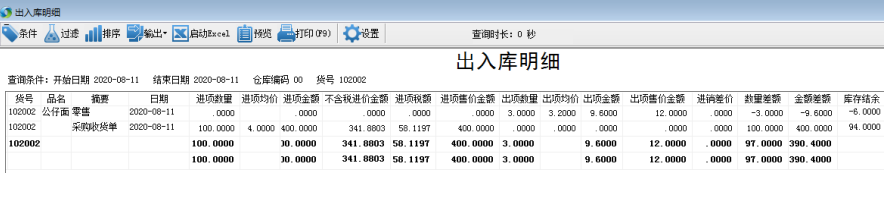 出入库明细
条件 过滤 排序 输出 启动Excel 预览 打印(F9) 设置 查询时长: 0 秒
出入库明细
查询条件: 开始日期 2020-08-11 结束日期 2020-08-11 仓库编码 00 货号 102002
货号 品名 摘要 日期 进项数量 进项均价 进项金额 不含税进价金额 进项税额 进项售价金额 出项数量 出项均价 出项金额 出项售价金额 进销差价 数量差额 金额差额 库存结余
102002 公仔面 零售 2020-08-11 .0000 .0000 .0000 .0000 .0000 3.0000 3.2000 9.6000 12.0000 .0000 -3.0000 -9.6000 -6.0000
102002 采购收货单 2020-08-11 100.0000 4.0000 400.0000 341.8803 58.1197 400.0000 .0000 .0000 .0000 .0000 .0000 100.0000 400.0000 94.0000
102002 100.0000 0.0000 341.8803 58.1197 400.0000 3.0000 9.6000 12.0000 .0000 97.0000 390.4000
100.0000 0.0000 341.8803 58.1197 400.0000 3.0000 9.6000 12.0000 .0000 97.0000 390.4000